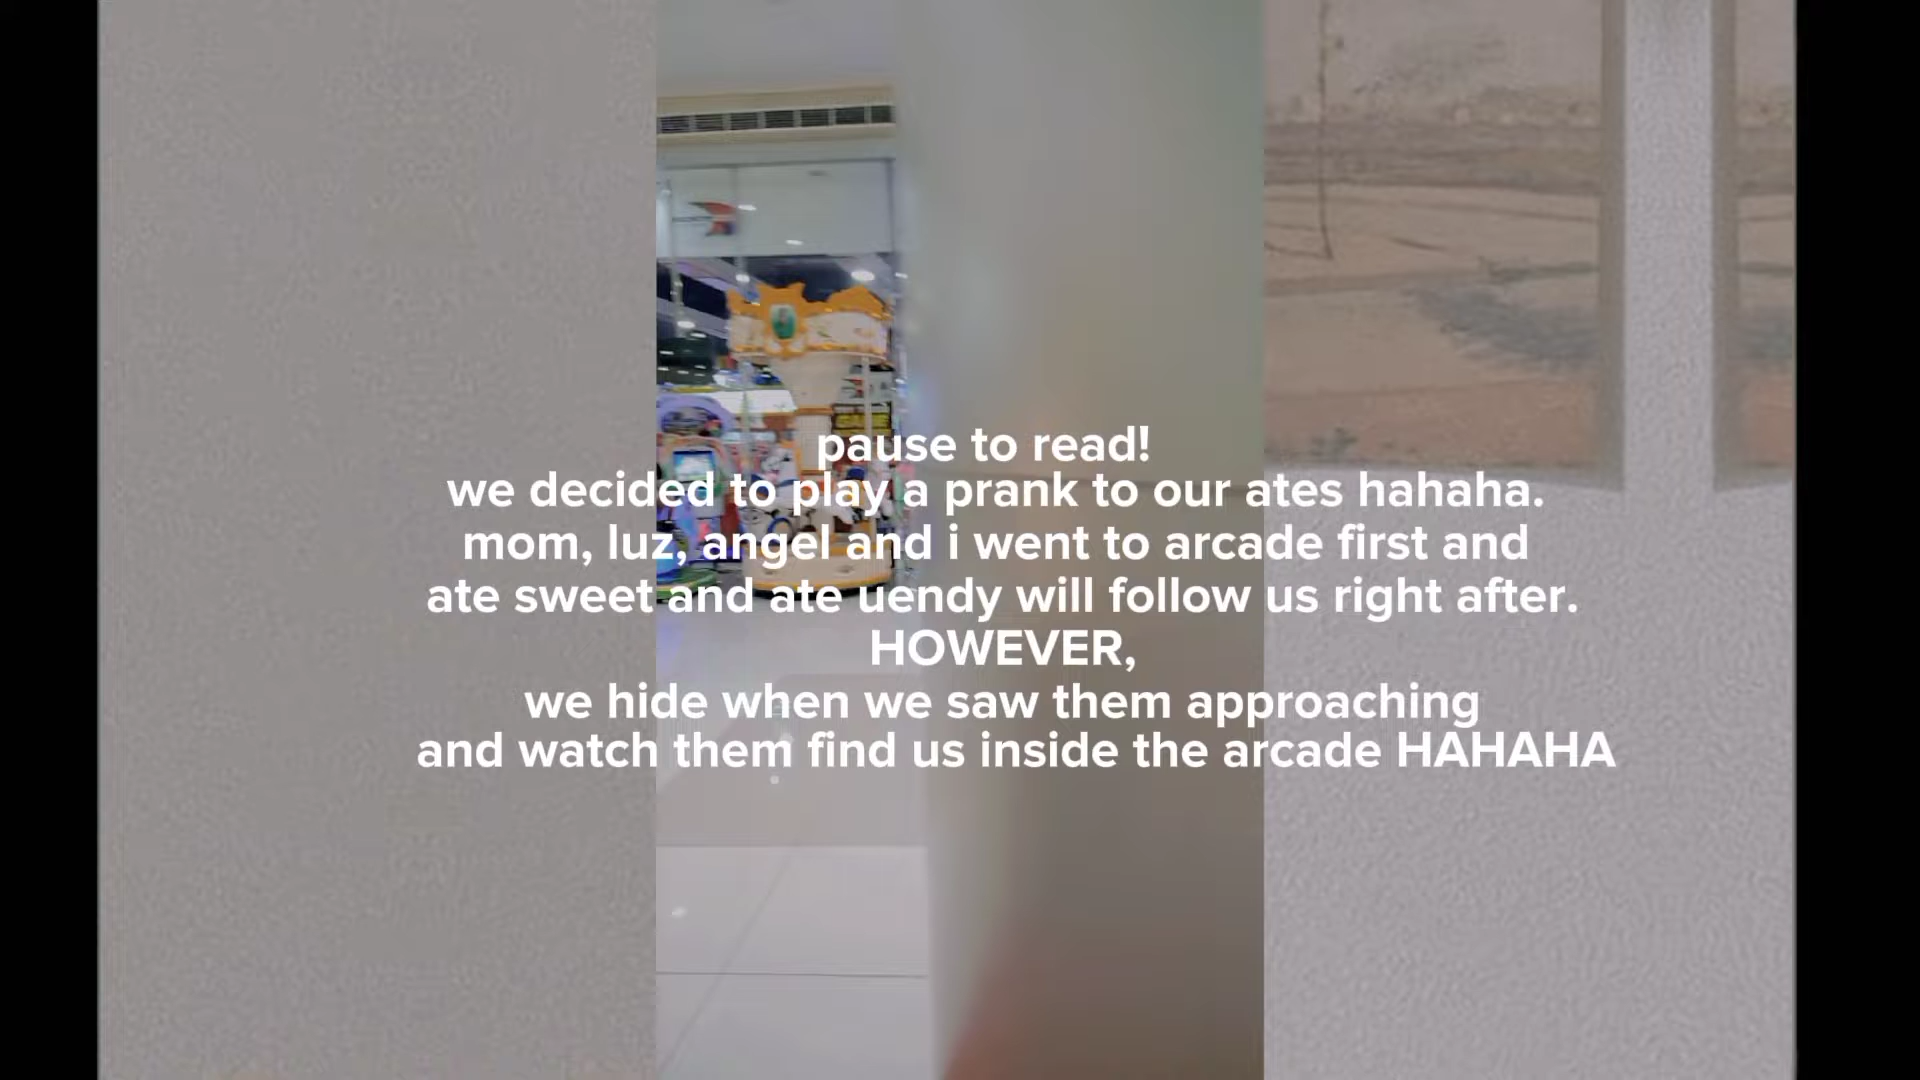 pause to read!
we decided to play a prank to our ates hahaha.
mom, luz, angel and i went to arcade first and
ate sweet and ate uendy will follow us right after.
HOWEVER,
we hide when we saw them approaching
and watch them find us inside the arcade HAHAHA